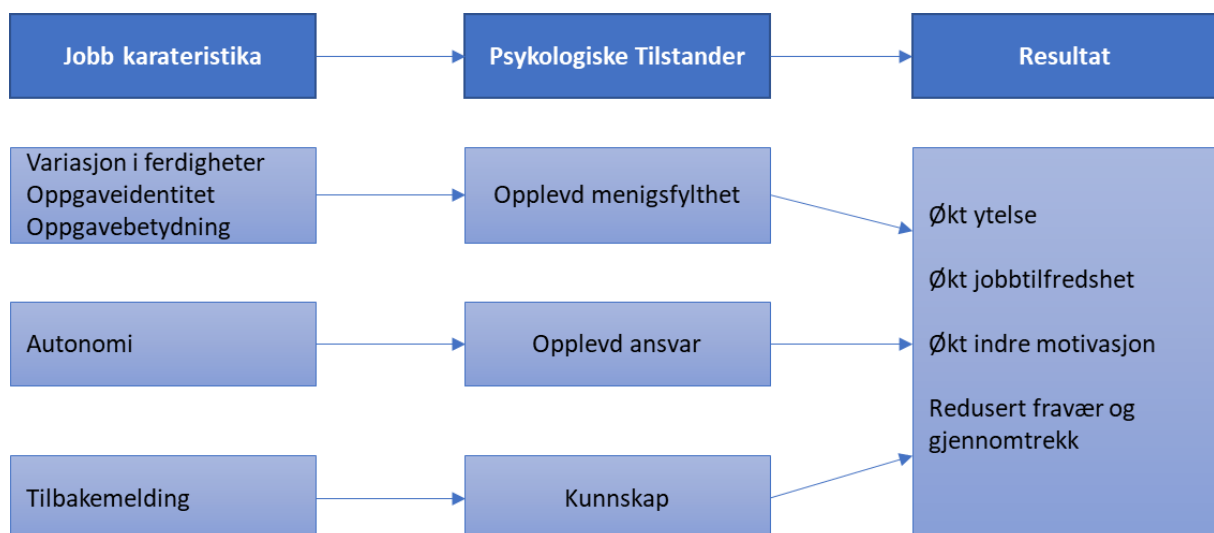 Jobb karateristika
Psykologiske Tilstander
Resultat
Variasjon i ferdigheter
Oppgaveidentitet
Oppgavebetydning
Opplevd menigsfylthet
Økt ytelse
Økt jobbtilfredshet
Økt indre motivasjon
Redusert fravær og
gjennomtrekk
Autonomi
Opplevd ansvar
Tilbakemelding
Kunnskap